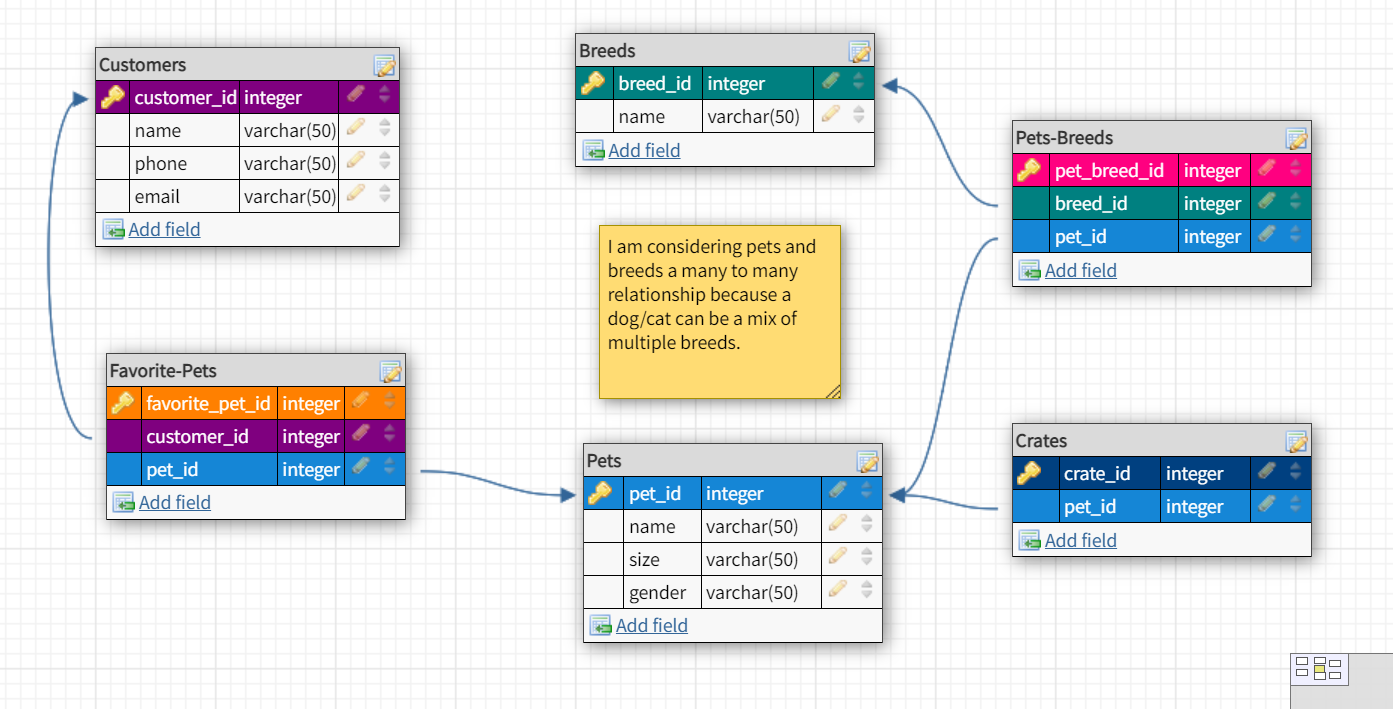 Customers
customer_id integer
name varchar(50)
phone varchar(50)
email varchar(50)
Add field
Breeds
breed_id integer
name varchar(50)
Add field
Pets-Breeds
pet_breed_id integer
breed_id integer
pet_id integer
Add field
I am considering pets and
breeds a many to many
relationship because a
dog/cat can be a mix of
multiple breeds.
Favorite-Pets
favorite_pet_id integer
customer_id integer
pet_id integer
Add field
Pets
pet_id integer
name varchar(50)
size varchar(50)
gender varchar(50)
Add field
Crates
crate_id integer
pet_id integer
Add field